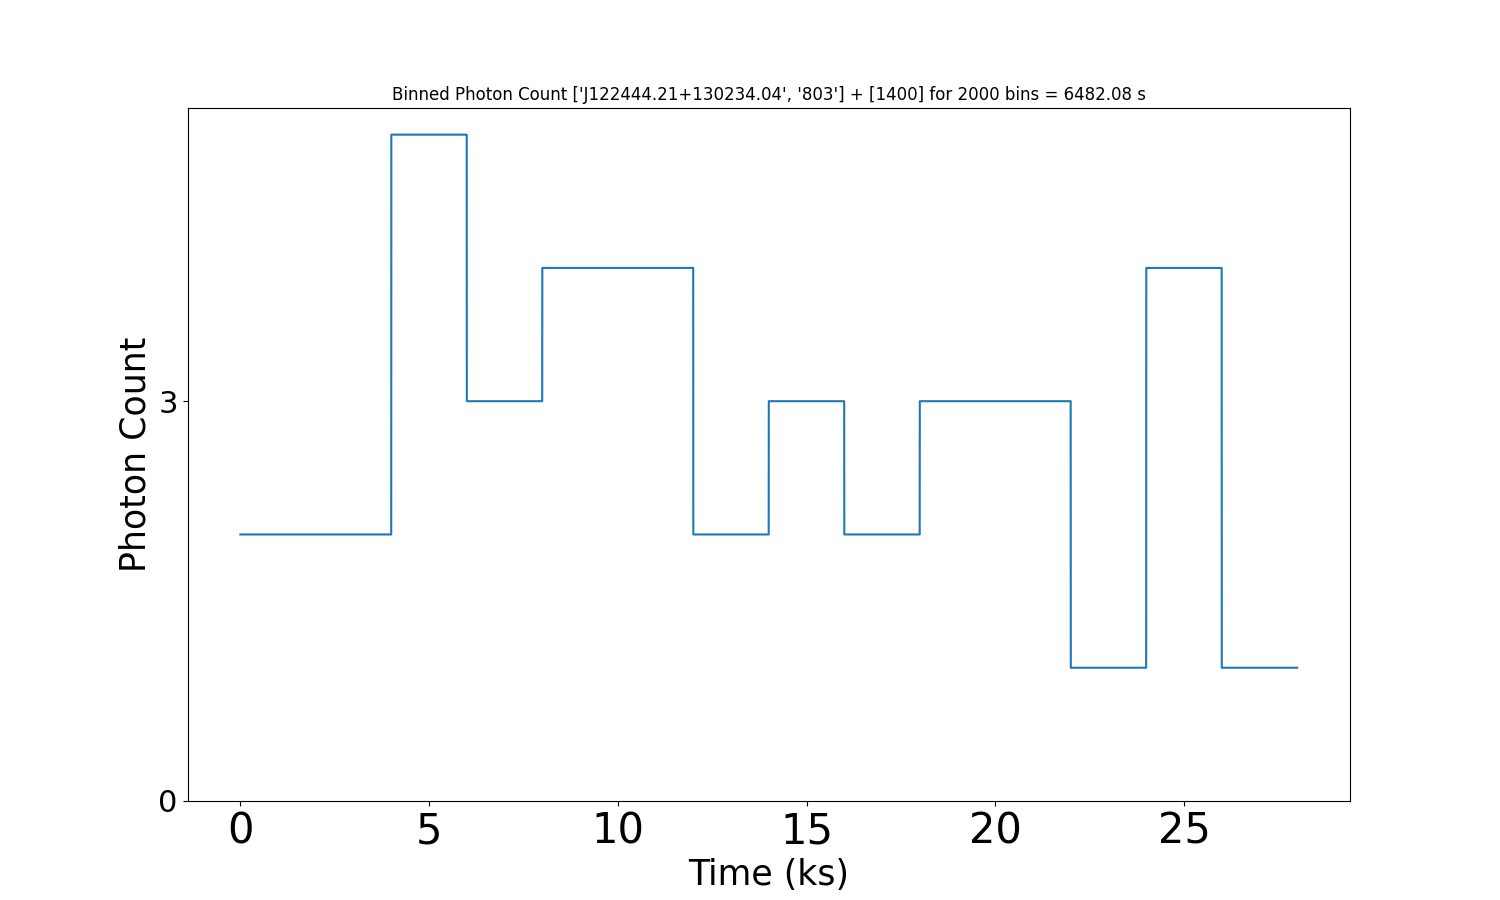 Binned Photon Count ['J122444.21+130234.04', '803'] + [1400] for 2000 bins = 6482.08 s
Photon Count
3
0
0 5 10 15 20 25
Time (ks)